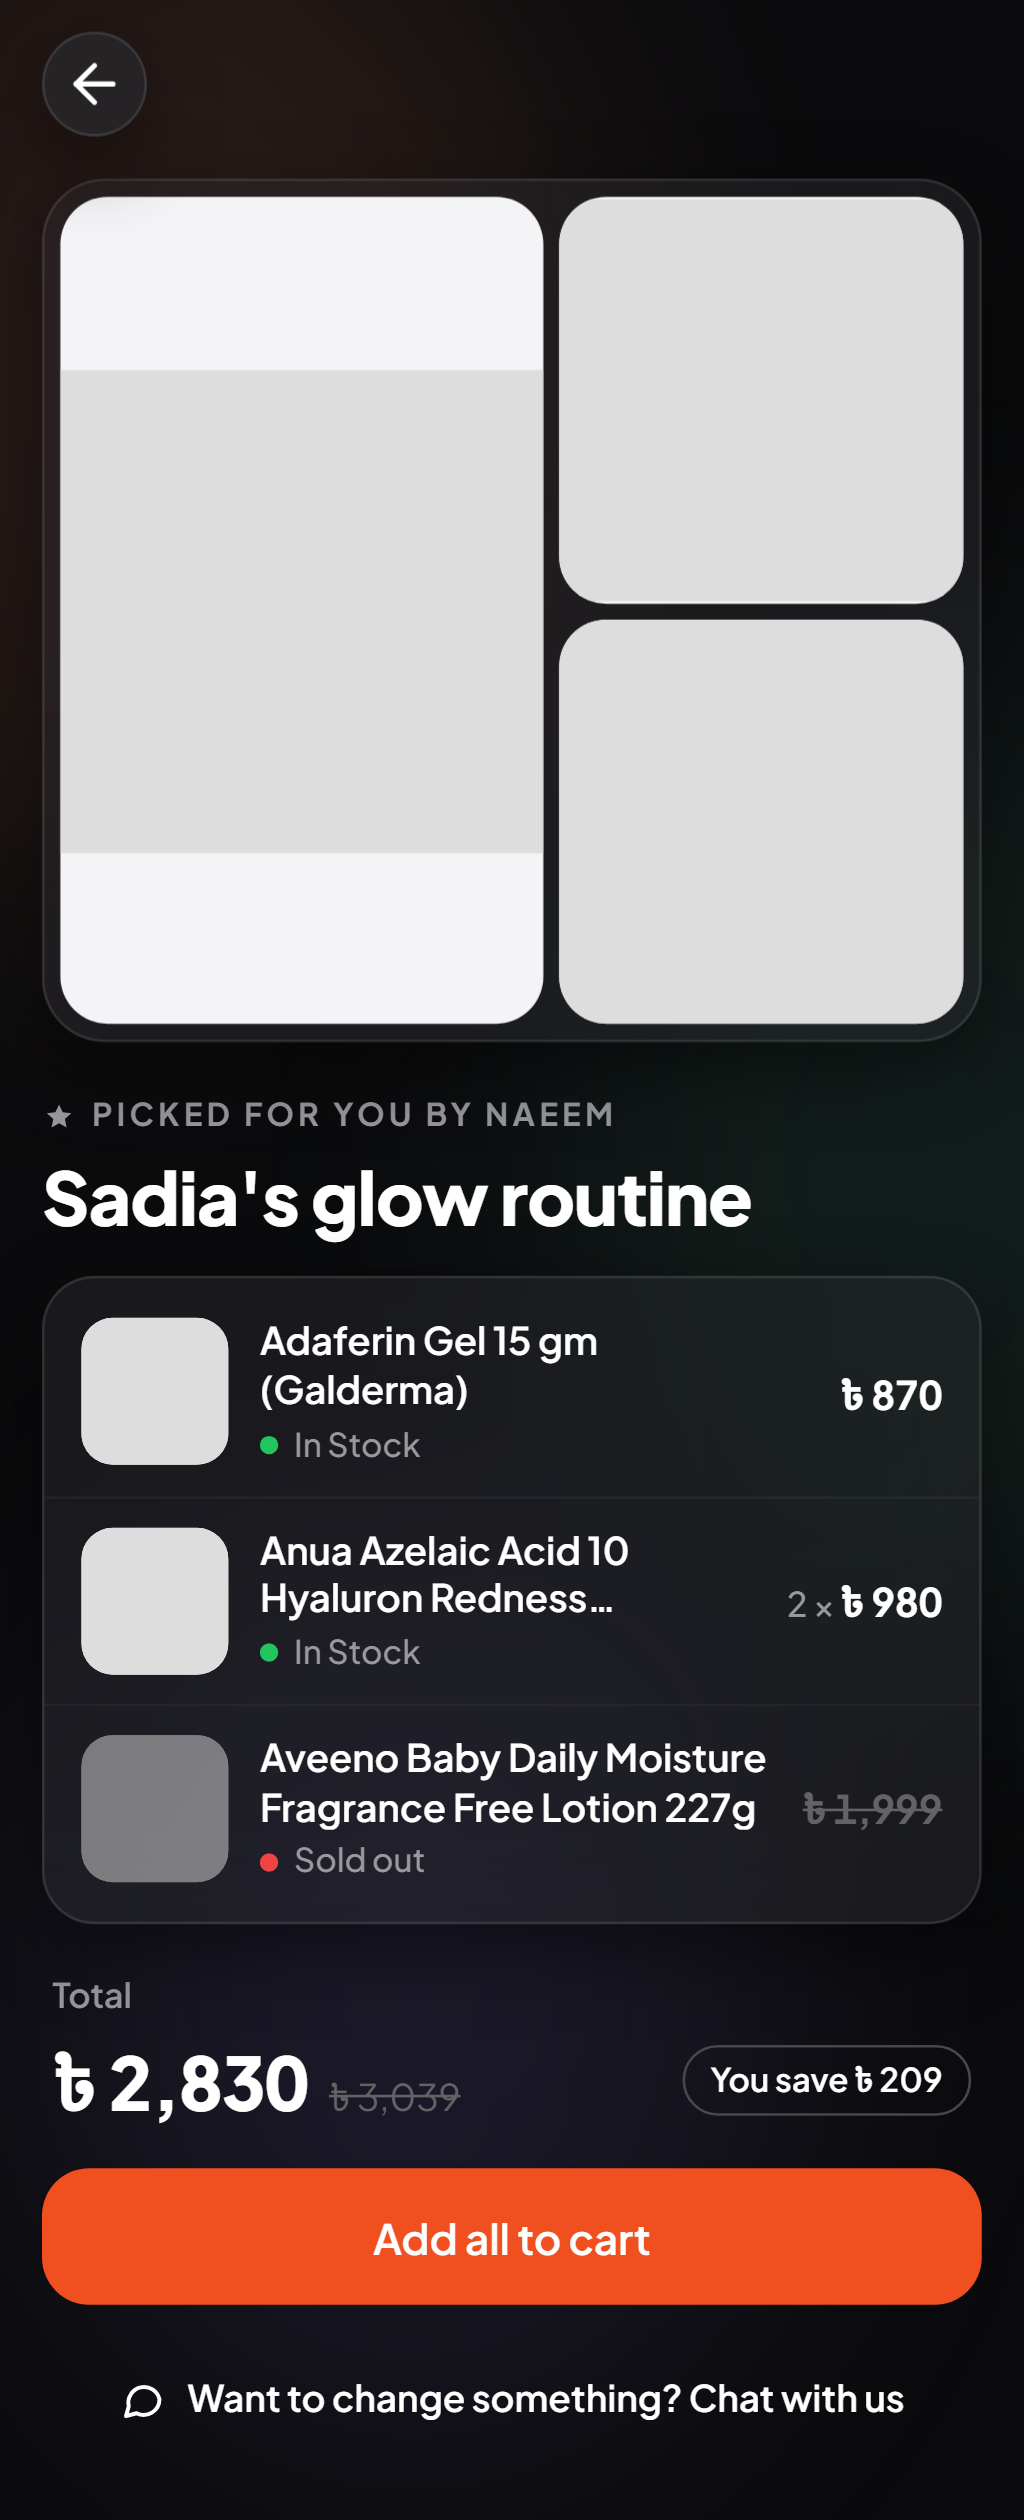 PICKED FOR YOU BY NAEEM
Sadia's glow routine
Adaferin Gel 15 gm
(Galderma)
In Stock
৳ 870
Anua Azelaic Acid 10
Hyaluron Redness...
In Stock
2 × ৳ 980
Aveeno Baby Daily Moisture
Fragrance Free Lotion 227g
Sold out
৳ 1,999
Total
৳ 2,830 ৳ 3,039
You save ৳ 209
Add all to cart
Want to change something? Chat with us